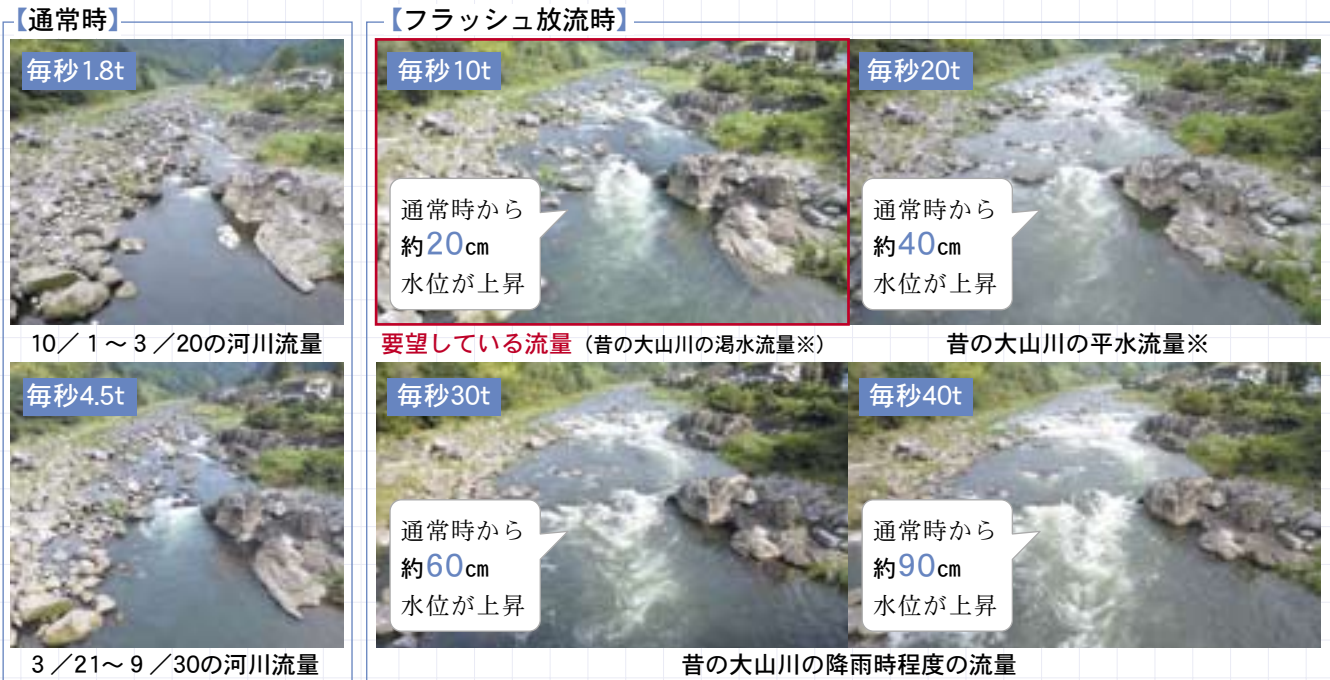 【通常時】
毎秒1.8t
10／1～3／20の河川流量
毎秒4.5t
3／21～9／30の河川流量
【フラッシュ放流時】
毎秒10t
通常時から
約20cm
水位が上昇
要望している流量（昔の大山川の渇水流量※）
毎秒20t
通常時から
約40cm
水位が上昇
昔の大山川の平水流量※
毎秒30t
通常時から
約60cm
水位が上昇
毎秒40t
通常時から
約90cm
水位が上昇
昔の大山川の降雨時程度の流量